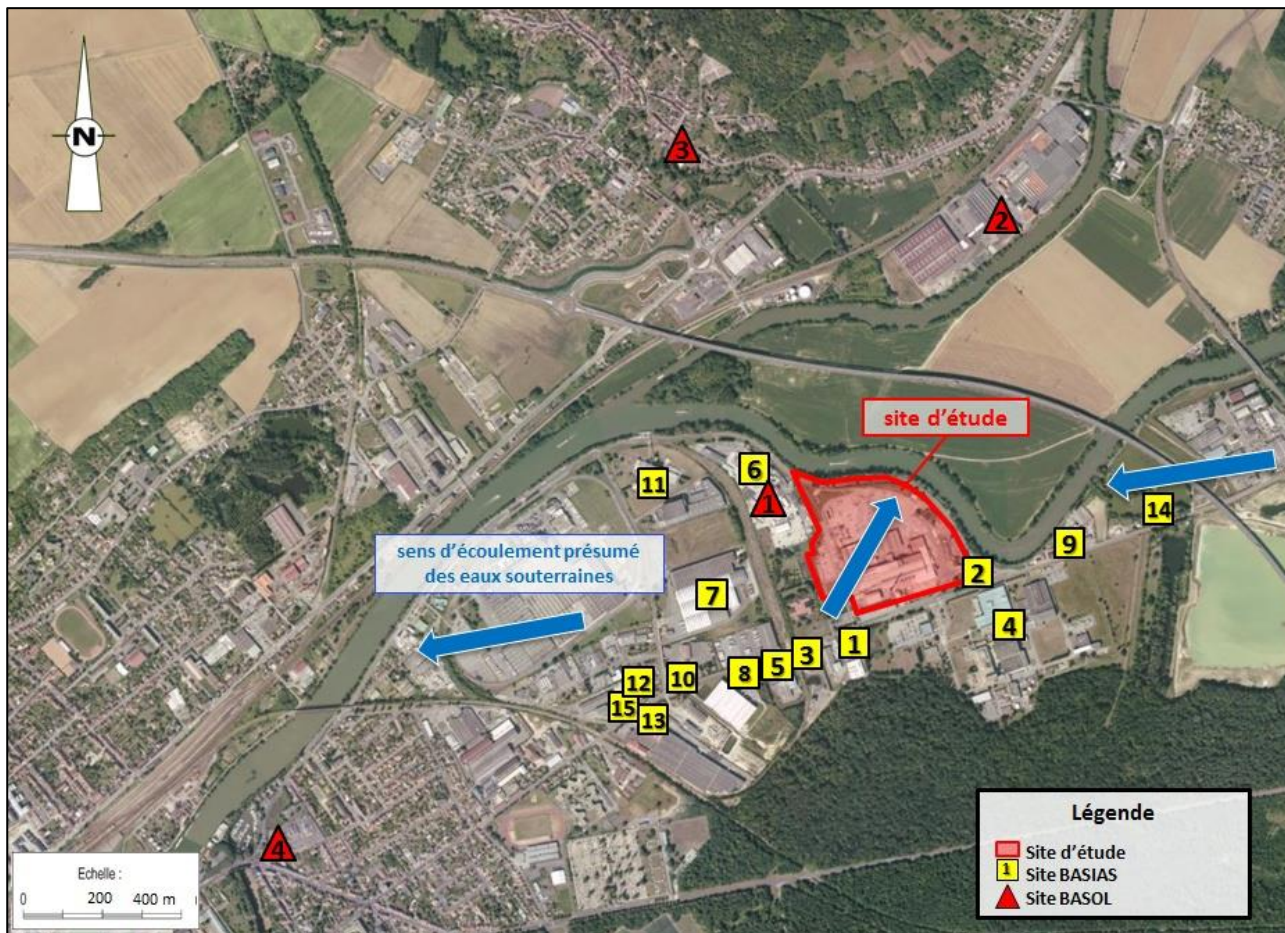 N
3
2
site d'étude
6
1
11
14
9
sens d'écoulement présumé
des eaux souterraines
2
7
4
1
3
5
8
10
12
15
13
4
Légende
Site d'étude
1 Site BASIAS
Site BASOL
Echelle :
0 200 400 m